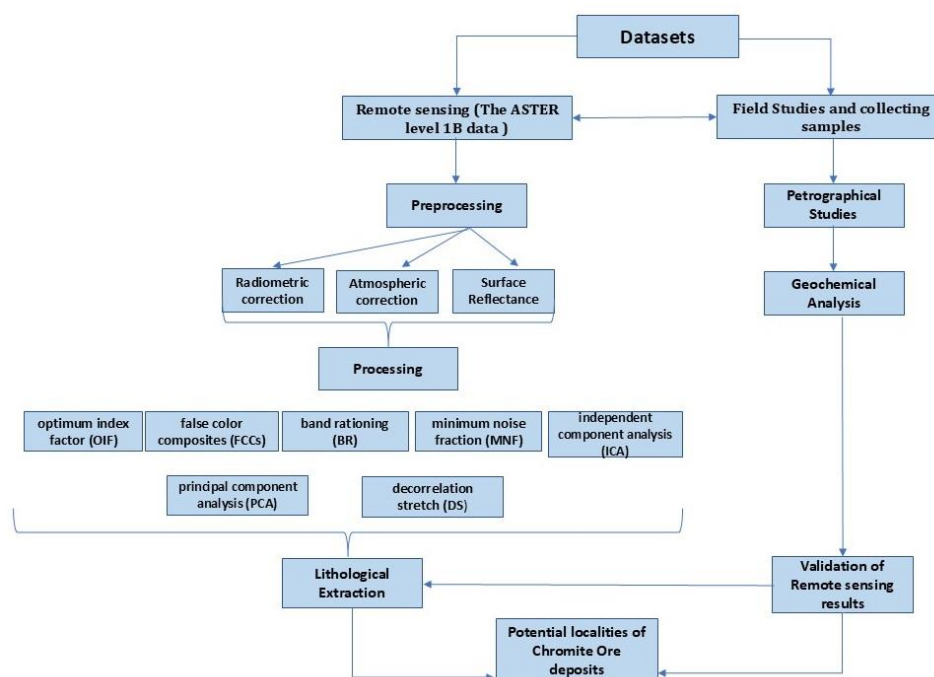 Datasets
Remote sensing (The ASTER
level 1B data )
Field Studies and collecting
samples
Preprocessing
Petrographical
Studies
Radiometric
correction
Atmospheric
correction
Surface
Reflectance
Geochemical
Analysis
Processing
optimum index
factor (OIF)
false color
composites (FCCs)
band rationing
(BR)
minimum noise
fraction (MNF)
independent
component analysis
(ICA)
principal component
analysis (PCA)
decorrelation
stretch (DS)
Lithological
Extraction
Validation of
Remote sensing
results
Potential localities of
Chromite Ore
deposits